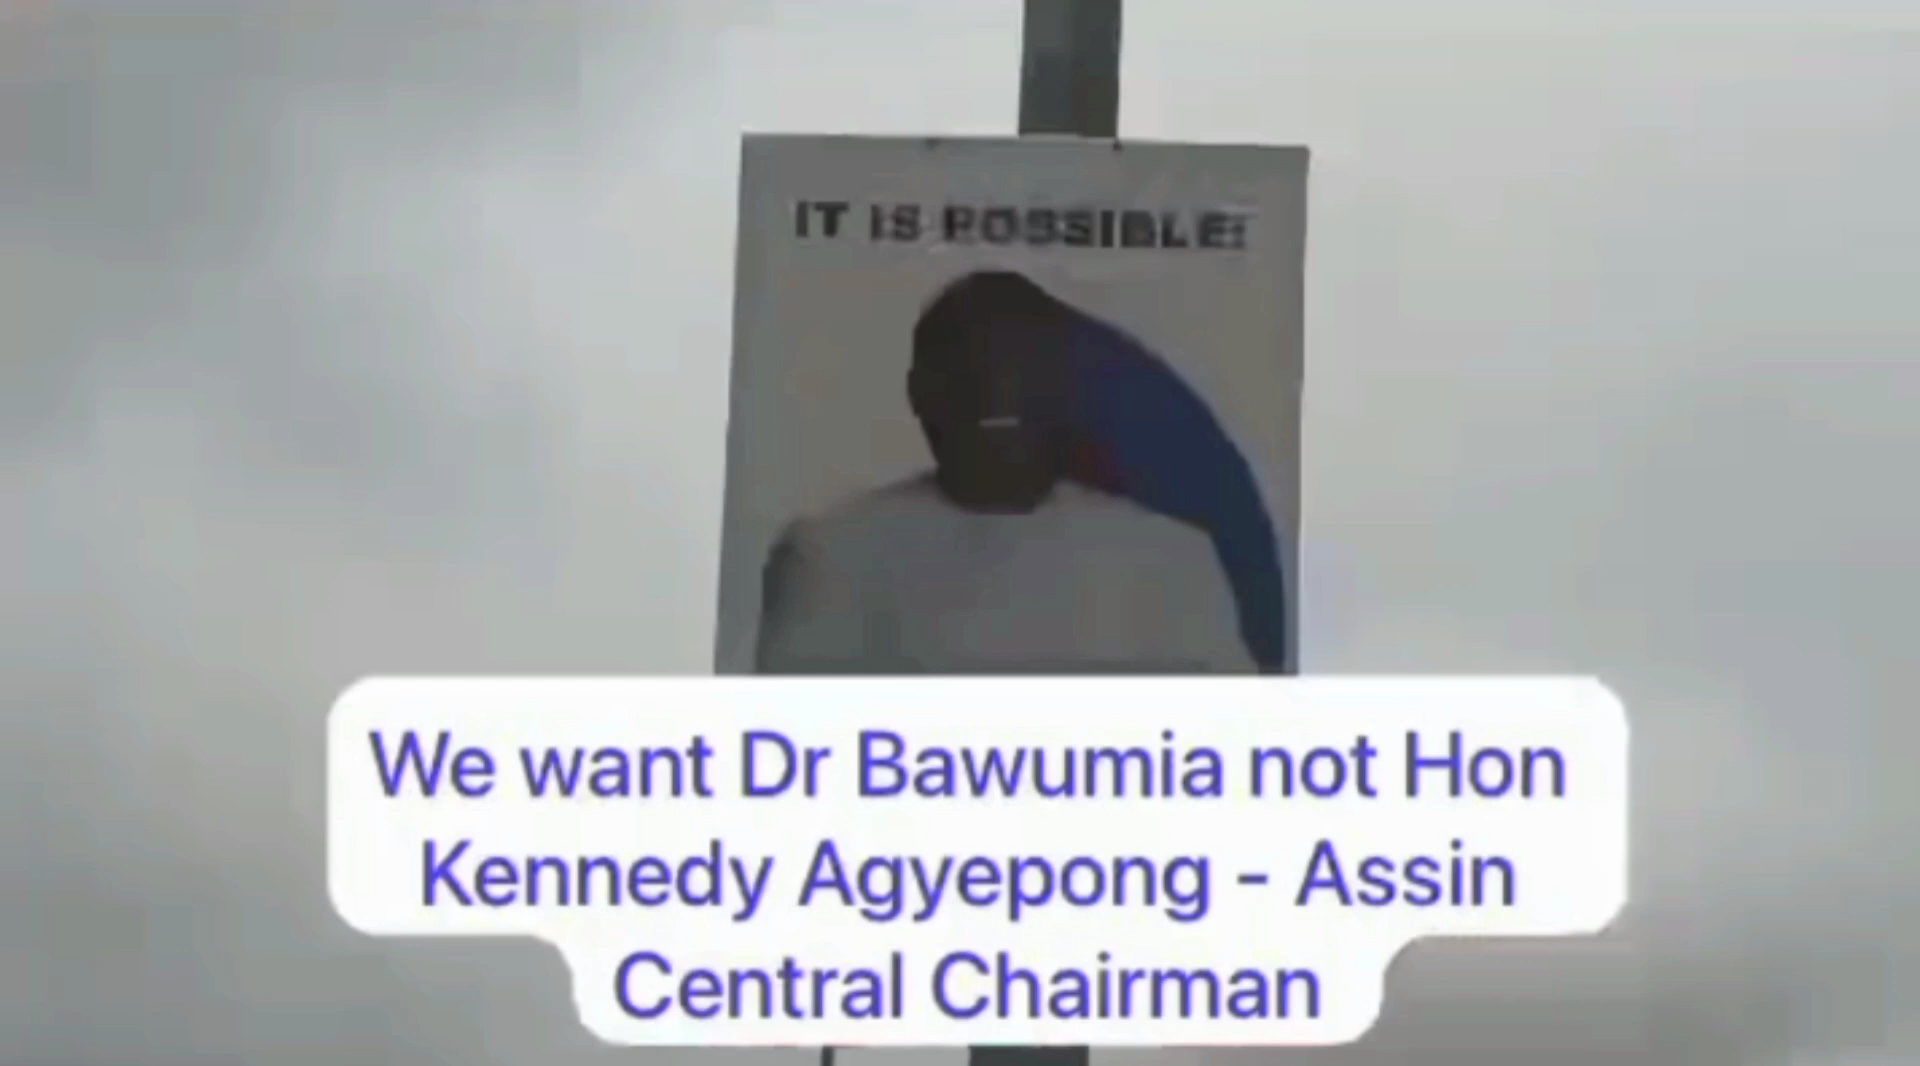 IT IS POSSIBLE!
We want Dr Bawumia not Hon
Kennedy Agyepong - Assin
Central Chairman